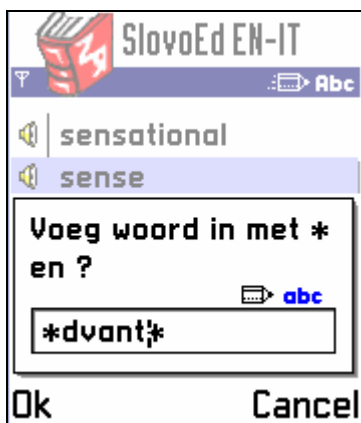 SlovoEd EN-IT
Abc
sensational
sense
Voeg woord in met *
en ?
abc
*dvant*
Ok Cancel